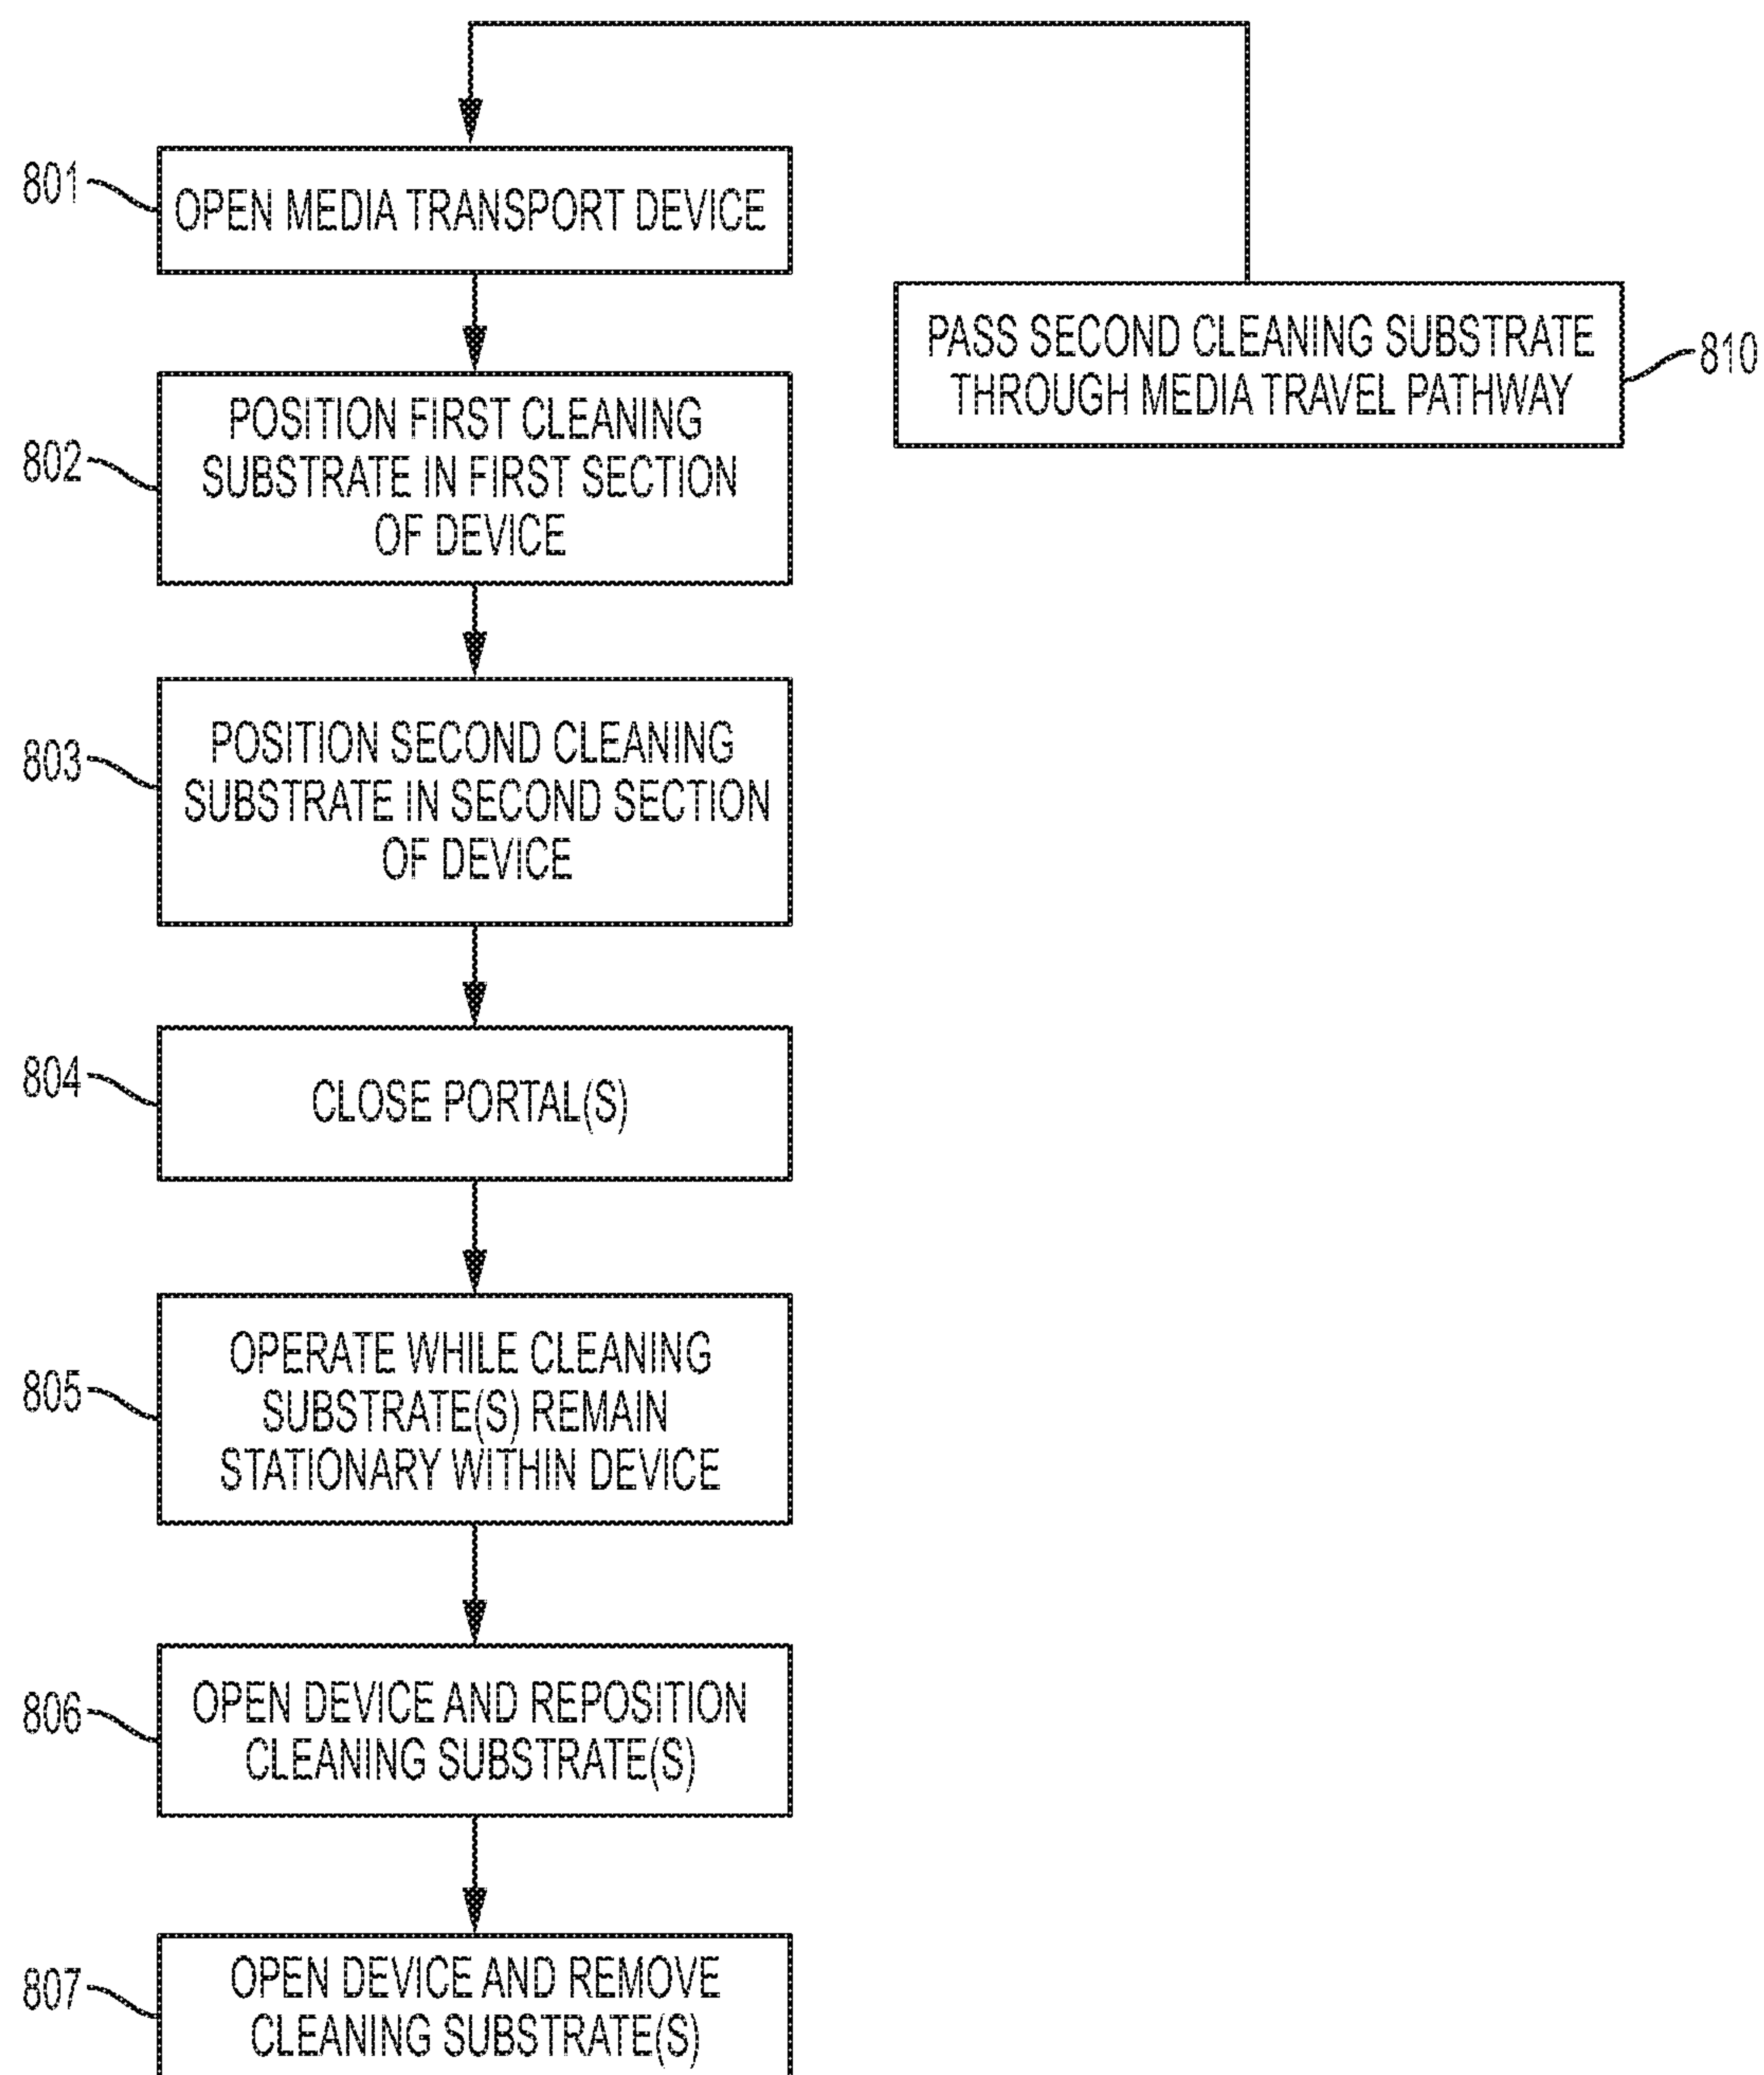 801
OPEN MEDIA TRANSPORT DEVICE
PASS SECOND CLEANING SUBSTRATE
THROUGH MEDIA TRAVEL PATHWAY
810
802
POSITION FIRST CLEANING
SUBSTRATE IN FIRST SECTION
OF DEVICE
803
POSITION SECOND CLEANING
SUBSTRATE IN SECOND SECTION
OF DEVICE
804
CLOSE PORTAL(S)
805
OPERATE WHILE CLEANING
SUBSTRATE(S) REMAIN
STATIONARY WITHIN DEVICE
806
OPEN DEVICE AND REPOSITION
CLEANING SUBSTRATE(S)
807
OPEN DEVICE AND REMOVE
CLEANING SUBSTRATE(S)